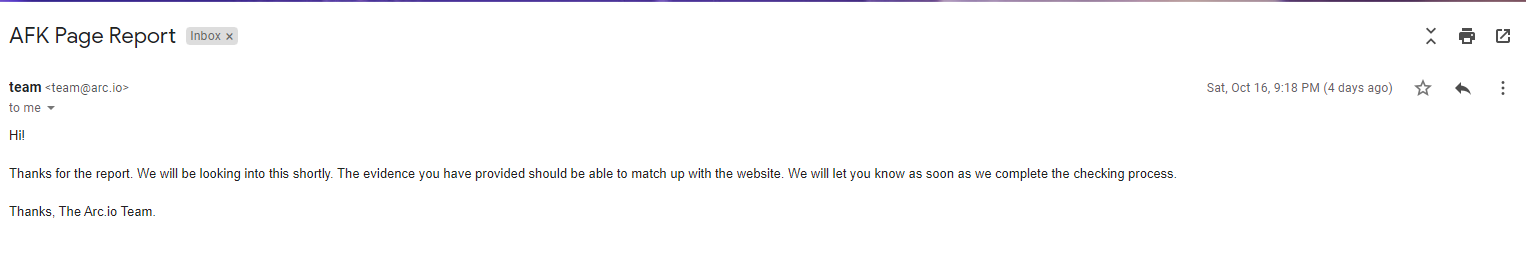 AFK Page Report Inbox ×
team <team@arc.io> Sat, Oct 16, 9:18 PM (4 days ago)
to me
Hi!
Thanks for the report. We will be looking into this shortly. The evidence you have provided should be able to match up with the website. We will let you know as soon as we complete the checking process.
Thanks, The Arc.io Team.